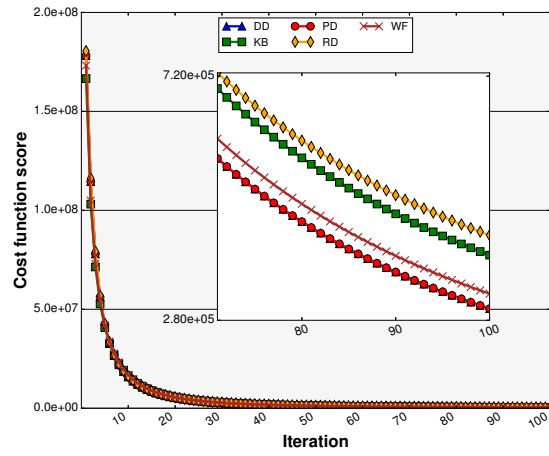 2.0e+08
1.5e+08
1.0e+08
5.0e+07
0.0e+00
Cost function score
DD PD WF
KB RD
7.20e+05
2.80e+05
80 90 100
10 20 30 40 50 60 70 80 90 100
Iteration